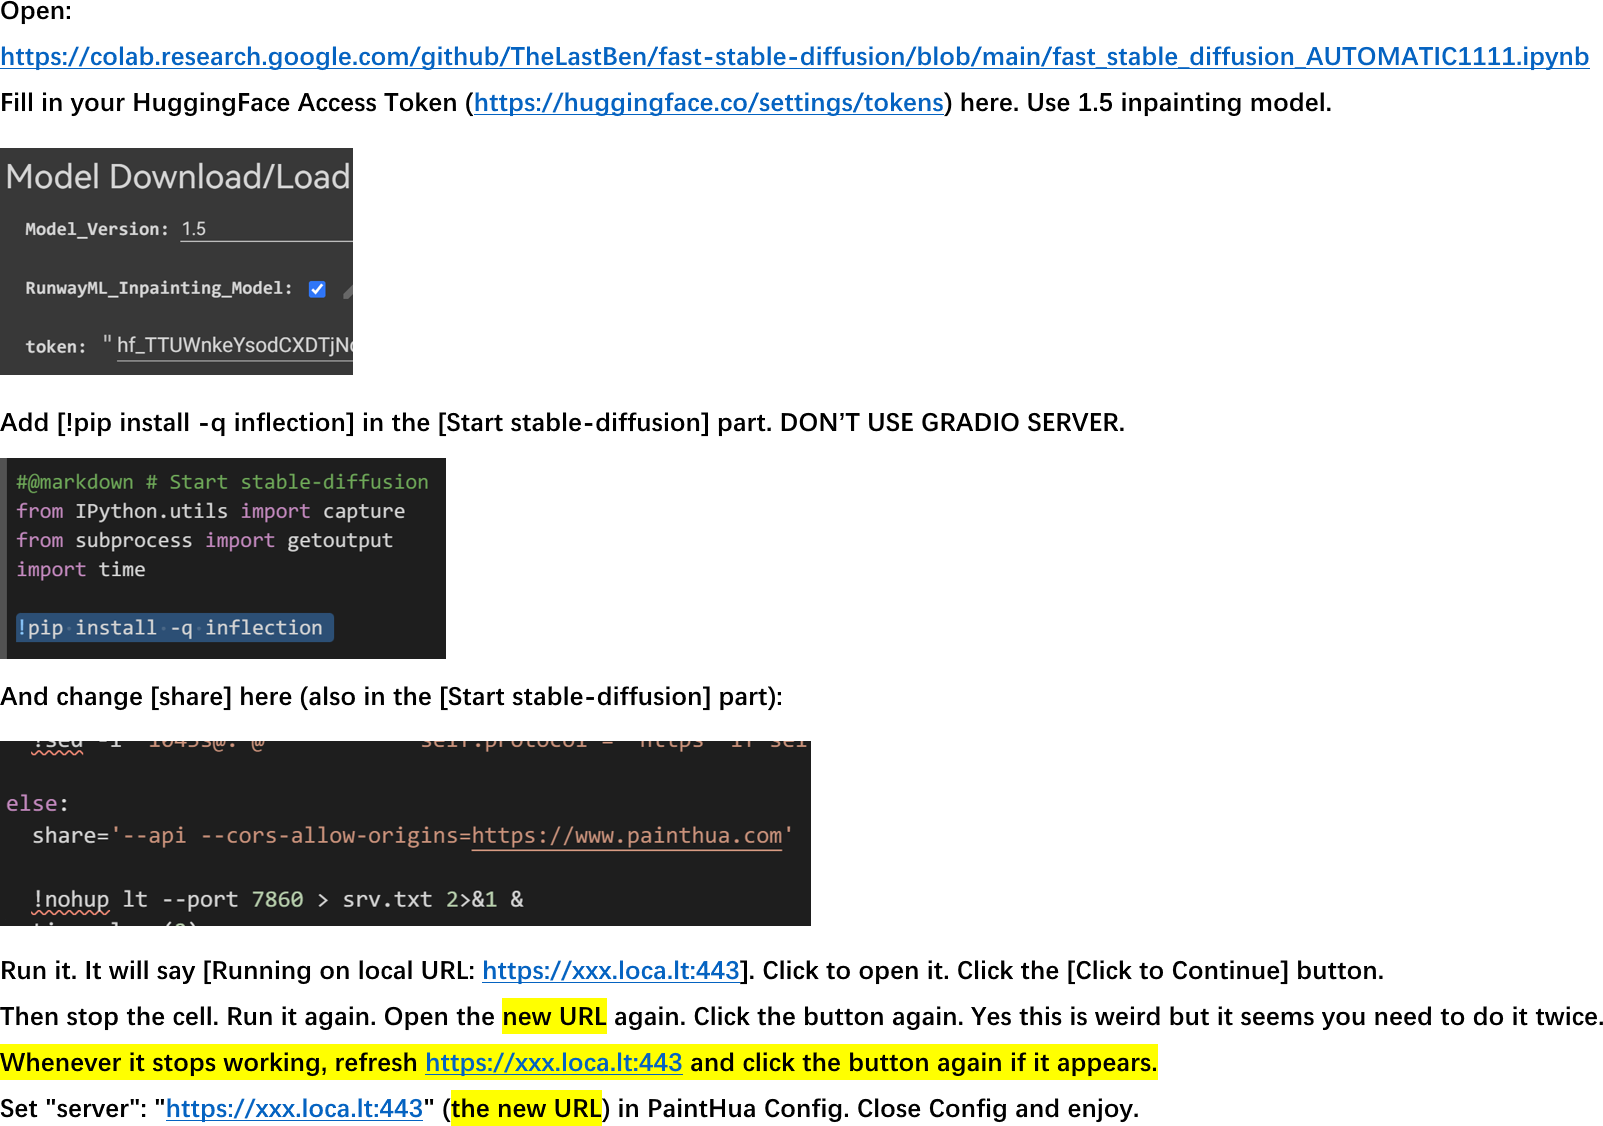 Open:
https://colab.research.google.com/github/TheLastBen/fast-stable-diffusion/blob/main/fast_stable_diffusion_AUTOMATIC1111.ipynb
Fill in your HuggingFace Access Token (https://huggingface.co/settings/tokens) here. Use 1.5 inpainting model.
Model Download/Load
Model_Version: 1.5
RunwayML_Inpainting_Model:
token: "
Add [!pip install -q inflection] in the [Start stable-diffusion] part. DON’T USE GRADIO SERVER.
#@markdown # Start stable-diffusion
from IPython.utils import capture
from subprocess import getoutput
import time
!pip install -q inflection
And change [share] here (also in the [Start stable-diffusion] part):
else:
share='--api --cors-allow-origins=https://www.painthua.com'
!nohup lt --port 7860 > srv.txt 2>&1 &
Run it. It will say [Running on local URL: https://xxx.loca.lt:443]. Click to open it. Click the [Click to Continue] button.
Then stop the cell. Run it again. Open the new URL again. Click the button again. Yes this is weird but it seems you need to do it twice.
Whenever it stops working, refresh https://xxx.loca.lt:443 and click the button again if it appears.
Set "server": "https://xxx.loca.lt:443" (the new URL) in PaintHua Config. Close Config and enjoy.